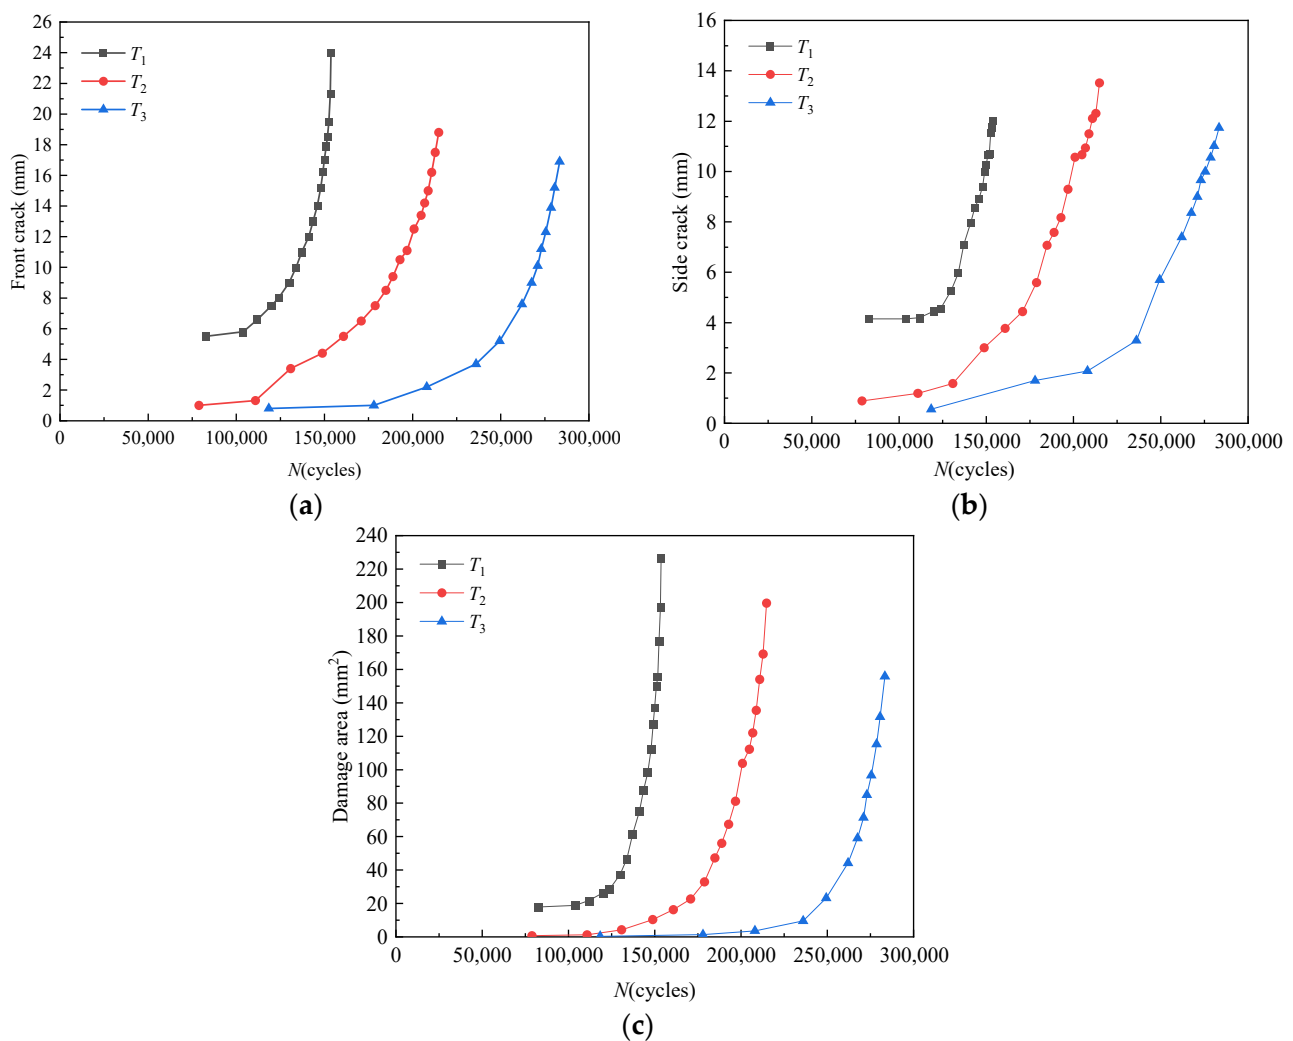 26
24
22
20
18
16
14
12
10
8
6
4
2
0
Front crack (mm)
T1
T2
T3
0 50,000 100,000 150,000 200,000 250,000 300,000
N(cycles)
(a)
16
14
12
10
8
6
4
2
0
Side crack (mm)
T1
T2
T3
0 50,000 100,000 150,000 200,000 250,000 300,000
N(cycles)
(b)
240
220
200
180
160
140
120
100
80
60
40
20
0
Damage area (mm2)
T1
T2
T3
0 50,000 100,000 150,000 200,000 250,000 300,000
N(cycles)
(c)